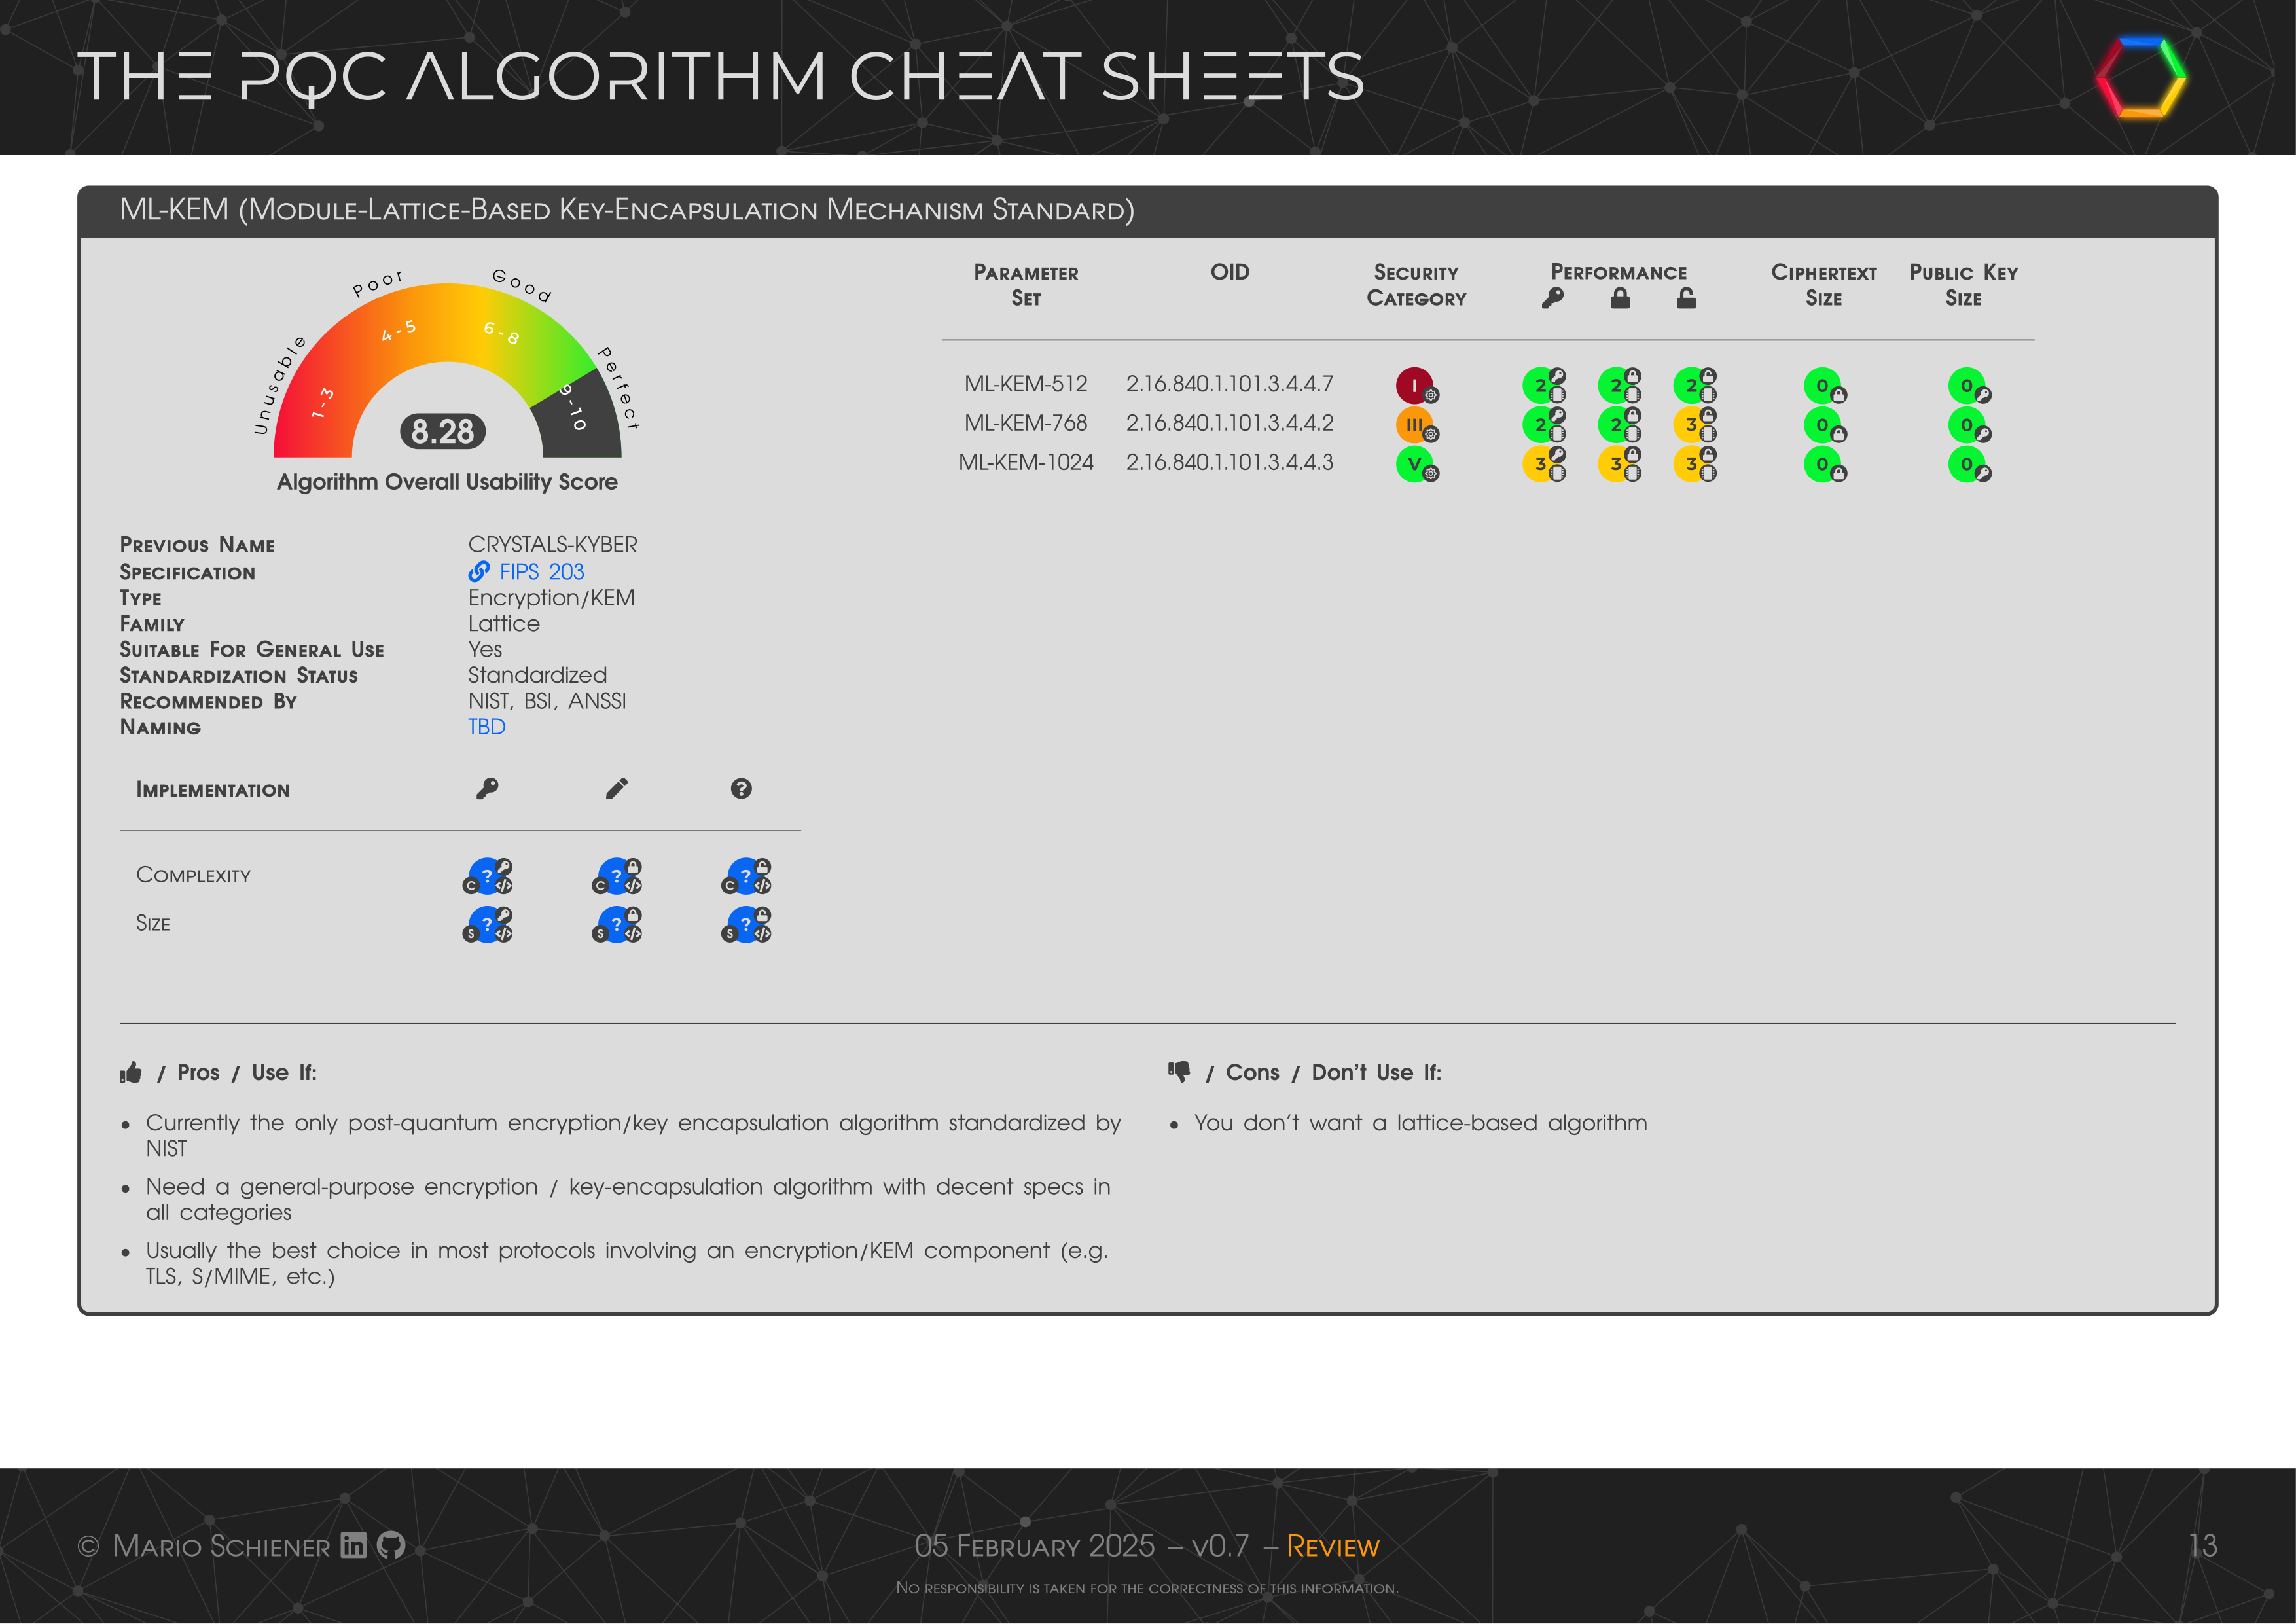 THE PQC ALGORITHM CHEAT SHEETS
ML-KEM (Module-Lattice-Based Key-Encapsulation Mechanism Standard)
Unusable Poor Good Perfect
1-3 4-5 6-8 9-10
8.28
Algorithm Overall Usability Score
Previous Name CRYSTALS-KYBER
Specification FIPS 203
Type Encryption/KEM
Family Lattice
Suitable For General Use Yes
Standardization Status Standardized
Recommended By NIST, BSI, ANSSI
Naming TBD
Implementation ?
Complexity ? C ? C ? C
Size ? S ? S ? S
Parameter Set OID Security Category Performance Ciphertext Size Public Key Size
ML-KEM-512 2.16.840.1.101.3.4.4.7 I 2 2 2 0 0
ML-KEM-768 2.16.840.1.101.3.4.4.2 III 2 2 3 0 0
ML-KEM-1024 2.16.840.1.101.3.4.4.3 V 3 3 3 0 0
/ Pros / Use If:
• Currently the only post-quantum encryption/key encapsulation algorithm standardized by
NIST
• Need a general-purpose encryption / key-encapsulation algorithm with decent specs in
all categories
• Usually the best choice in most protocols involving an encryption/KEM component (e.g.
TLS, S/MIME, etc.)
/ Cons / Don't Use If:
• You don't want a lattice-based algorithm
© Mario Schiener in
05 February 2025 – v0.7 – Review
13
No responsibility is taken for the correctness of this information.